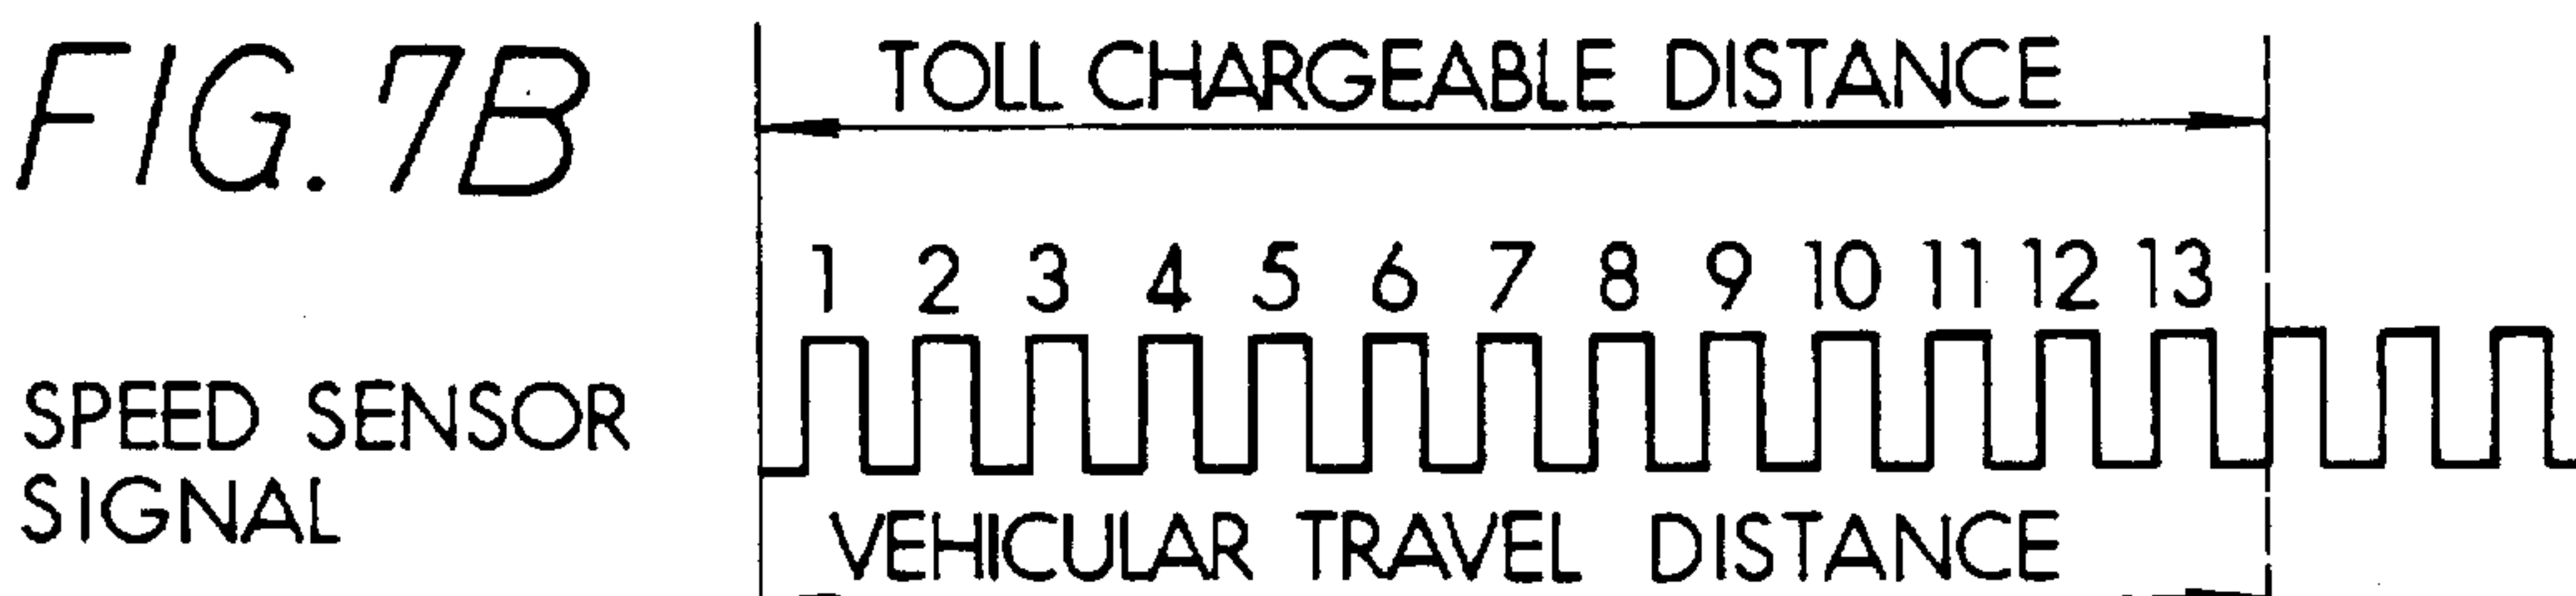 FIG. 7B
TOLL CHARGEABLE DISTANCE
1 2 3 4 5 6 7 8 9 10 11 12 13
SPEED SENSOR
SIGNAL
VEHICULAR TRAVEL DISTANCE